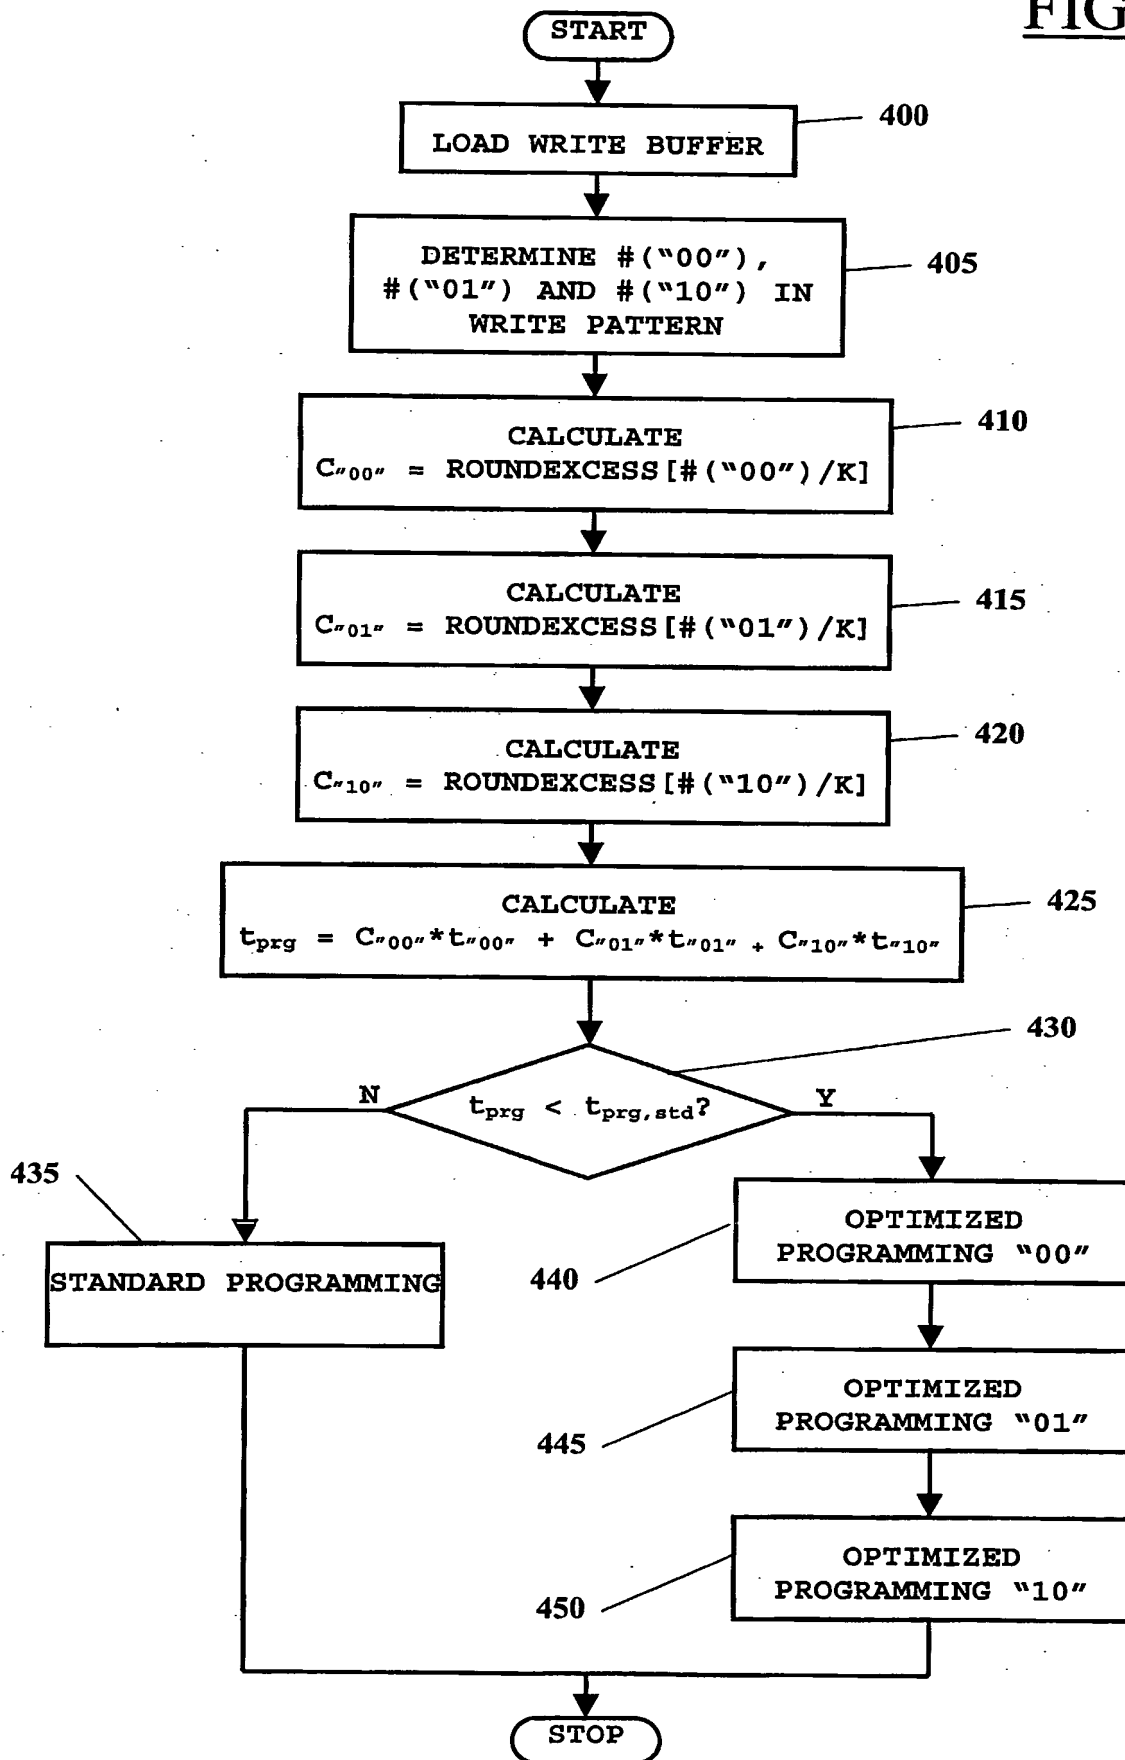 FIG
START
LOAD WRITE BUFFER
400
DETERMINE #("00"),
#("01") AND #("10") IN
WRITE PATTERN
405
CALCULATE
C"00" = ROUNDEXCESS[#("00")/K]
410
CALCULATE
C"01" = ROUNDEXCESS[#("01")/K]
415
CALCULATE
C"10" = ROUNDEXCESS[#("10")/K]
420
CALCULATE
tprg = C"00"*t"00" + C"01"*t"01" + C"10"*t"10"
425
430
N
tprg < tprg,std?
Y
435
STANDARD PROGRAMMING
OPTIMIZED
PROGRAMMING "00"
440
OPTIMIZED
PROGRAMMING "01"
445
OPTIMIZED
PROGRAMMING "10"
450
STOP